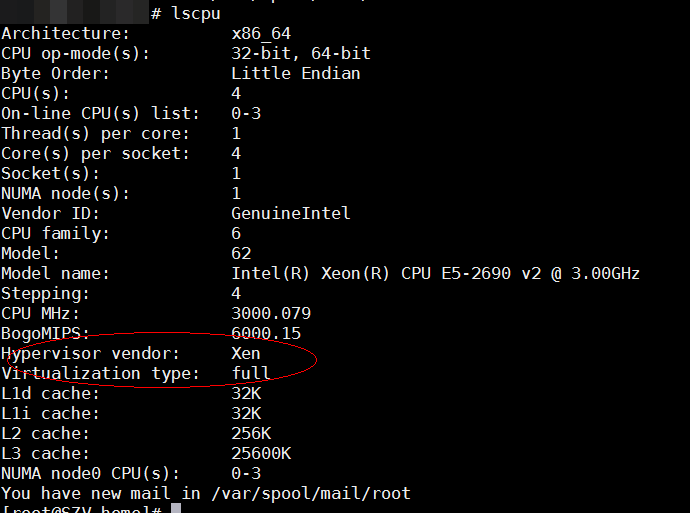 # lscpu
Architecture: x86_64
CPU op-mode(s): 32-bit, 64-bit
Byte Order: Little Endian
CPU(s): 4
On-line CPU(s) list: 0-3
Thread(s) per core: 1
Core(s) per socket: 4
Socket(s): 1
NUMA node(s): 1
Vendor ID: GenuineIntel
CPU family: 6
Model: 62
Model name: Intel(R) Xeon(R) CPU E5-2690 v2 @ 3.00GHz
Stepping: 4
CPU MHz: 3000.079
BogoMIPS: 6000.15
Hypervisor vendor: Xen
Virtualization type: full
L1d cache: 32K
L1i cache: 32K
L2 cache: 256K
L3 cache: 25600K
NUMA node0 CPU(s): 0-3
You have new mail in /var/spool/mail/root